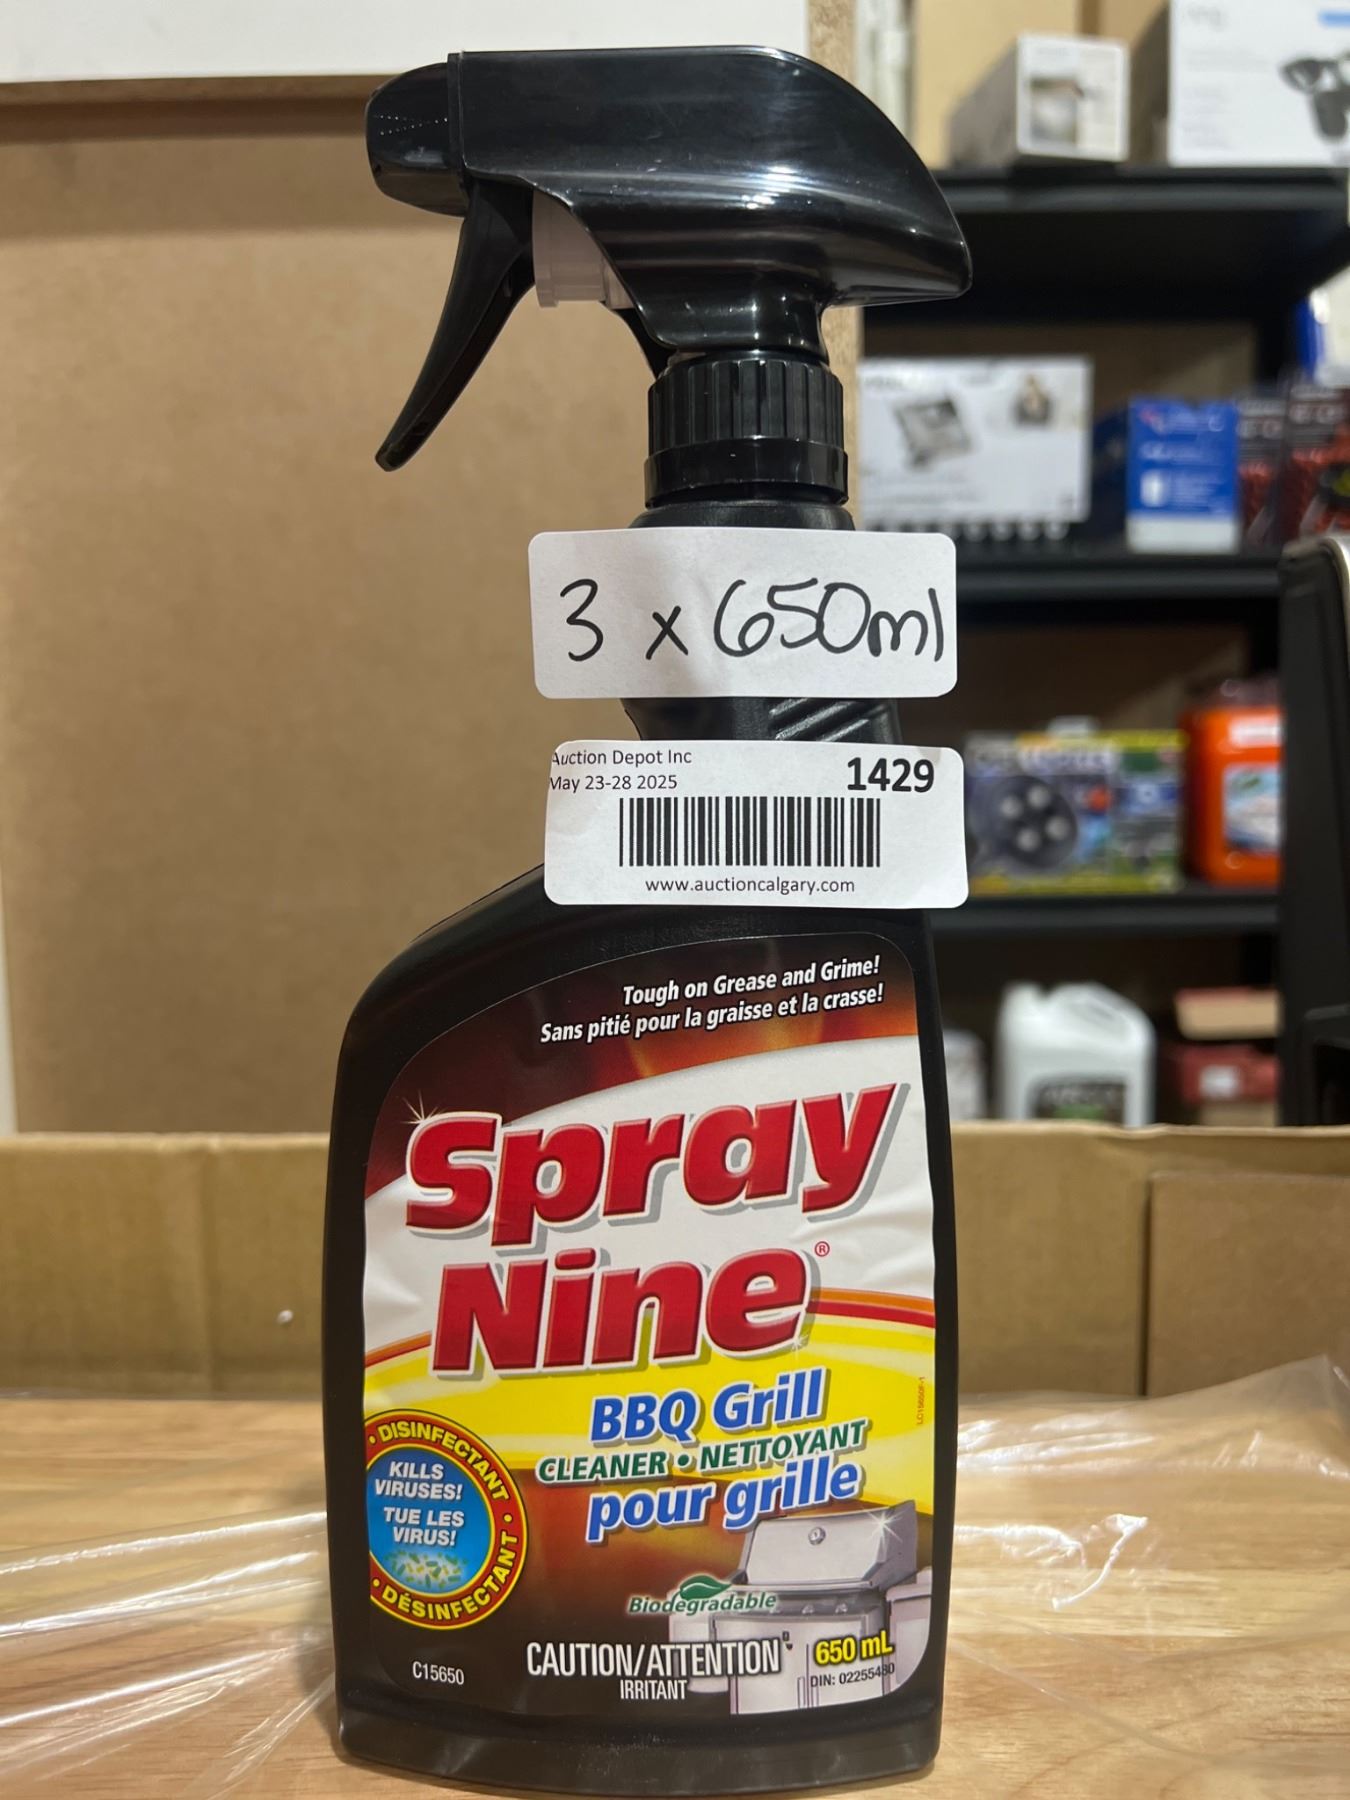 3 x 650ml
Auction Depot Inc
May 23-28 2025
1429
www.auctioncalgary.com
Tough on Grease and Grime!
Sans pitié pour la graisse et la crasse!
Spray
Nine®
BBQ Grill
CLEANER • NETTOYANT
pour grille
• DISINFECTANT •
KILLS
VIRUSES!
TUE LES
VIRUS!
• DÉSINFECTANT •
Biodegradable
CAUTION/ATTENTION
IRRITANT
C15650
650 mL
DIN: 02255480